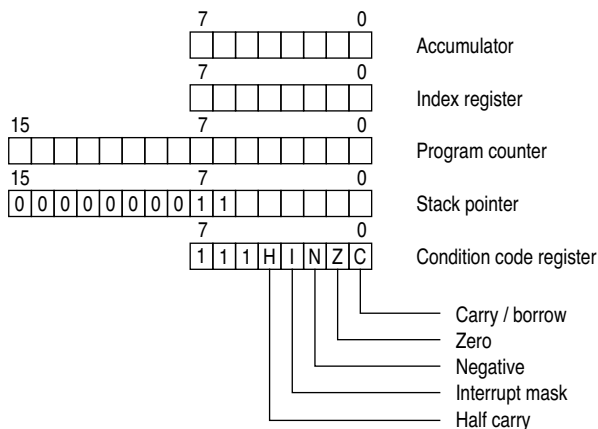 7 0
Accumulator
7 0
Index register
15 7 0
Program counter
15 7 0
0 0 0 0 0 0 0 0 1 1 Stack pointer
7 0
1 1 1 H I N Z C Condition code register
Carry / borrow
Zero
Negative
Interrupt mask
Half carry